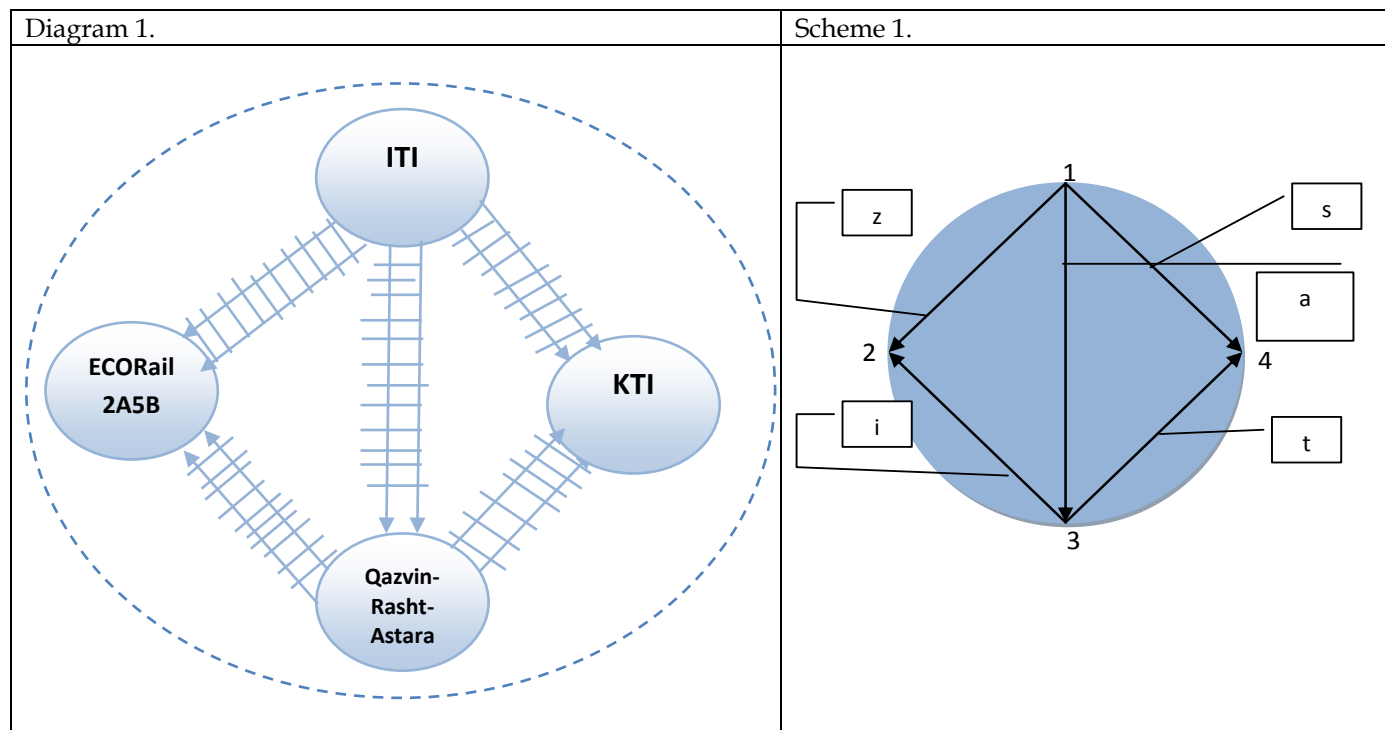 Diagram 1.
Scheme 1.
ITI
ECORail
2A5B
KTI
Qazvin-
Rasht-
Astara
1
z
s
a
2
4
i
t
3